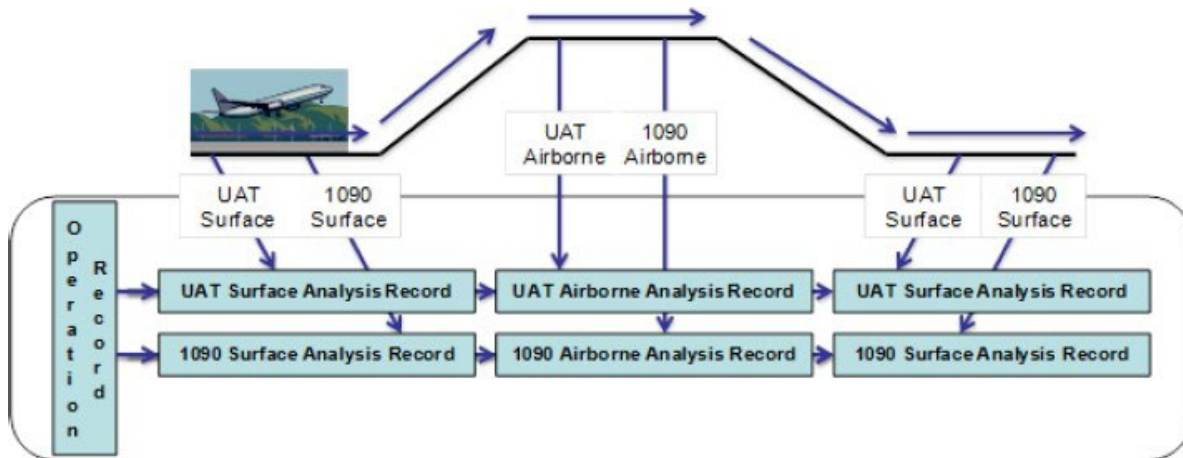 UAT
Airborne
1090
Airborne
UAT
Surface
1090
Surface
UAT
Surface
1090
Surface
Operation
Record
UAT Surface Analysis Record
UAT Airborne Analysis Record
UAT Surface Analysis Record
1090 Surface Analysis Record
1090 Airborne Analysis Record
1090 Surface Analysis Record